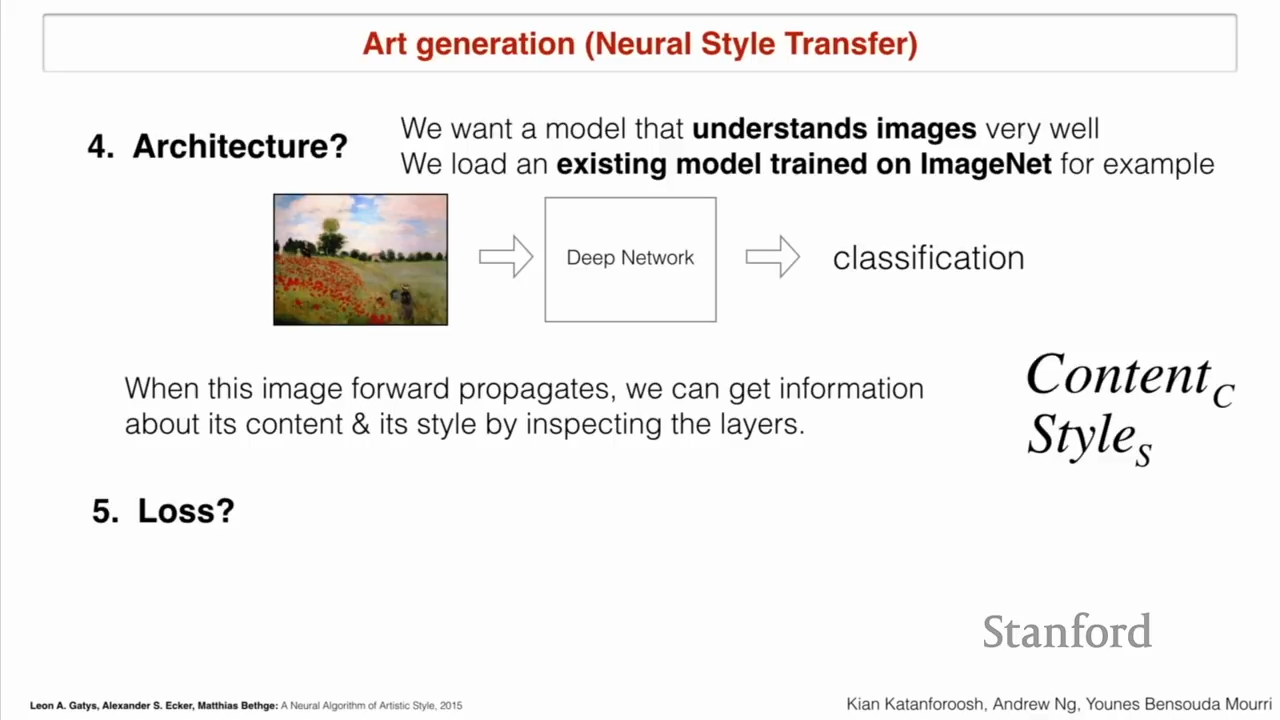 Art generation (Neural Style Transfer)
4. Architecture?
We want a model that understands images very well
We load an existing model trained on ImageNet for example
Deep Network
classification
When this image forward propagates, we can get information
about its content & its style by inspecting the layers.
Content_C
Style_S
5. Loss?
Stanford
Leon A. Gatys, Alexander S. Ecker, Matthias Bethge: A Neural Algorithm of Artistic Style, 2015
Kian Katanforoosh, Andrew Ng, Younes Bensouda Mourri